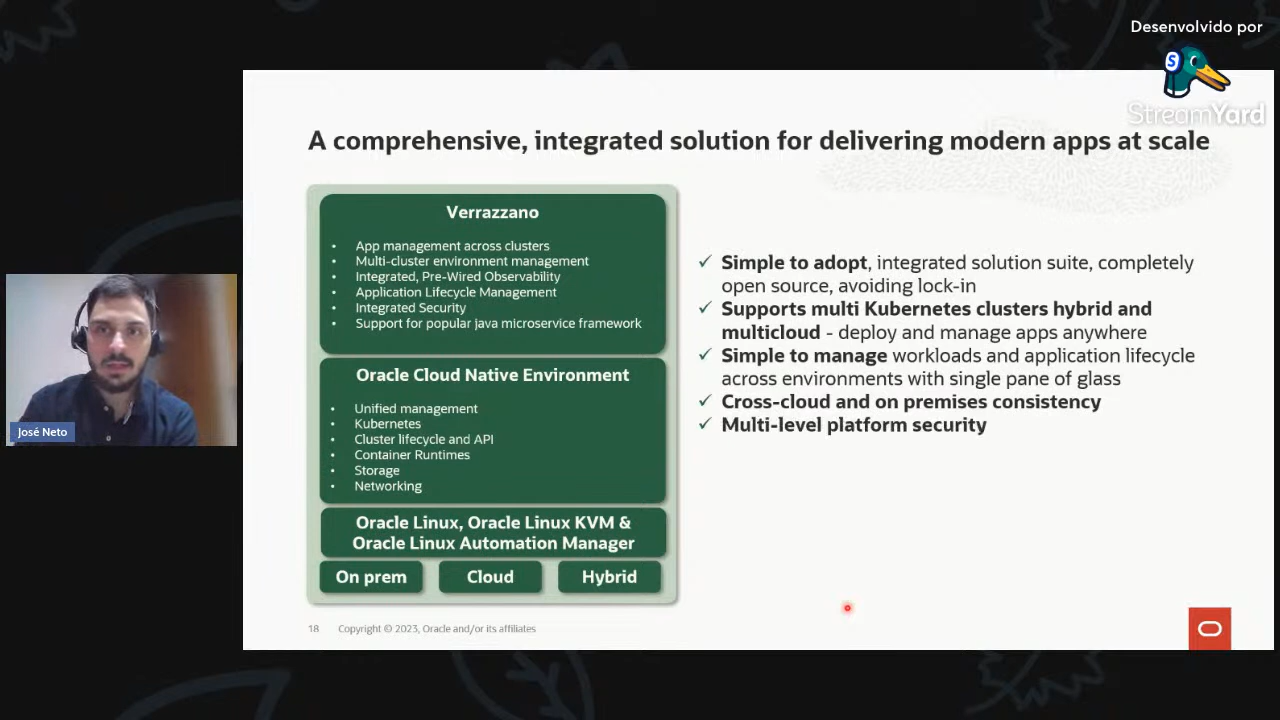 Desenvolvido por
S
StreamYard
A comprehensive, integrated solution for delivering modern apps at scale
Verrazzano
• App management across clusters
• Multi-cluster environment management
• Integrated, Pre-Wired Observability
• Application Lifecycle Management
• Integrated Security
• Support for popular java microservice framework
Oracle Cloud Native Environment
• Unified management
• Kubernetes
• Cluster lifecycle and API
• Container Runtimes
• Storage
• Networking
Oracle Linux, Oracle Linux KVM &
Oracle Linux Automation Manager
On prem
Cloud
Hybrid
✓ Simple to adopt, integrated solution suite, completely
open source, avoiding lock-in
✓ Supports multi Kubernetes clusters hybrid and
multicloud - deploy and manage apps anywhere
✓ Simple to manage workloads and application lifecycle
across environments with single pane of glass
✓ Cross-cloud and on premises consistency
✓ Multi-level platform security
José Neto
18 Copyright © 2023, Oracle and/or its affiliates